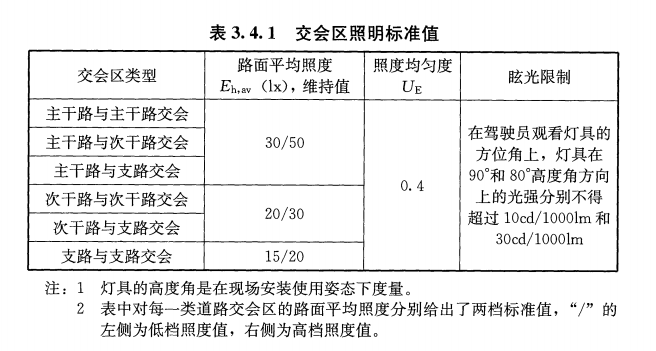 表 3.4.1 交会区照明标准值
交会区类型
路面平均照度
Eh,av (lx), 维持值
照度均匀度
UE
眩光限制
主干路与主干路交会
主干路与次干路交会
主干路与支路交会
30/50
次干路与次干路交会
次干路与支路交会
20/30
支路与支路交会
15/20
0.4
在驾驶员观看灯具的
方位角上，灯具在
90°和 80°高度角方向
上的光强分别不得
超过 10cd/1000lm 和
30cd/1000lm
注：1 灯具的高度角是在现场安装使用姿态下度量。
2 表中对每一类道路交会区的路面平均照度分别给出了两档标准值，“/”的
左侧为低档照度值，右侧为高档照度值。